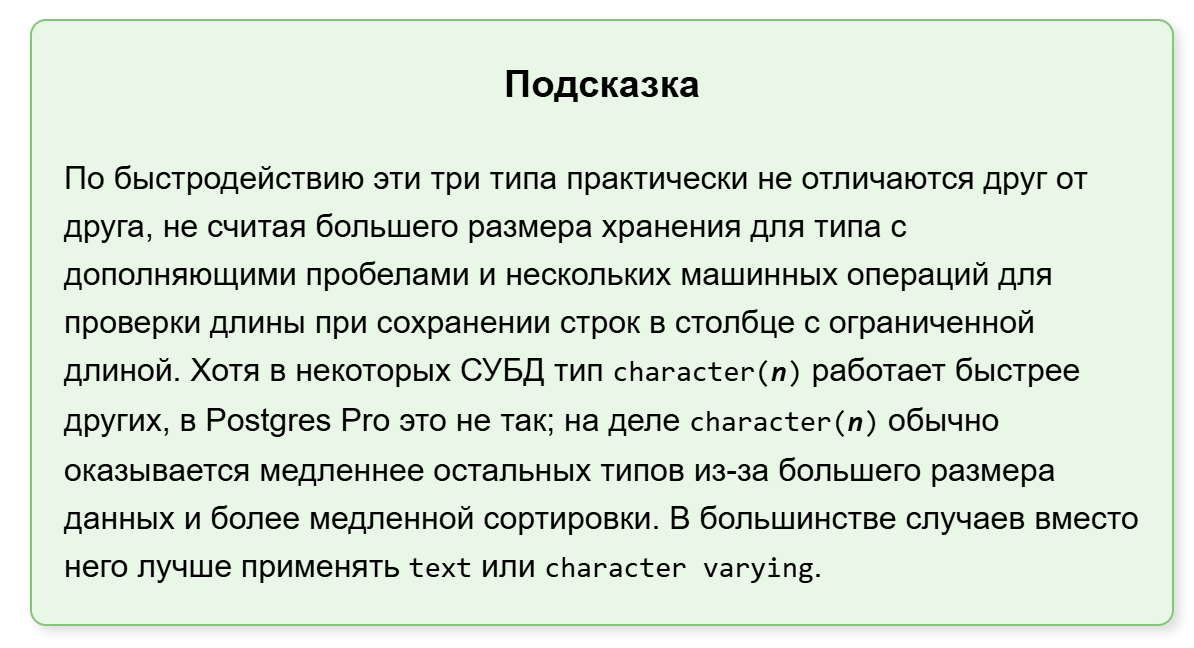 Подсказка
По быстродействию эти три типа практически не отличаются друг от
друга, не считая большего размера хранения для типа с
дополняющими пробелами и нескольких машинных операций для
проверки длины при сохранении строк в столбце с ограниченной
длиной. Хотя в некоторых СУБД тип character(n) работает быстрее
других, в Postgres Pro это не так; на деле character(n) обычно
оказывается медленнее остальных типов из-за большего размера
данных и более медленной сортировки. В большинстве случаев вместо
него лучше применять text или character varying.